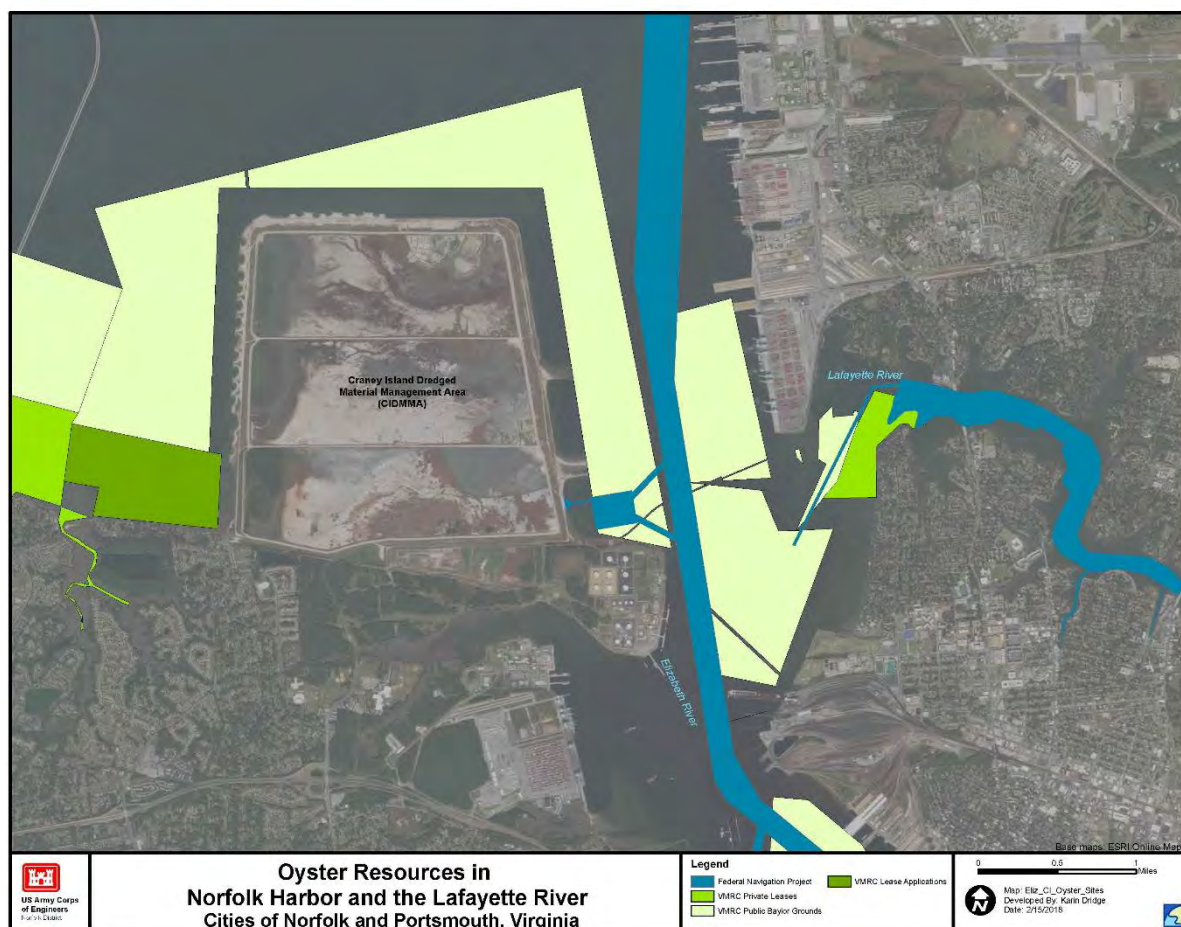 Lafayette River
Craney Island Dredged
Material Management Area
(CIDMMA)
Elizabeth River
Base maps: ESRI Online Map
US Army Corps
of Engineers
Norfolk District
Oyster Resources in
Norfolk Harbor and the Lafayette River
Cities of Norfolk and Portsmouth, Virginia
Legend
Federal Navigation Project
VMRC Lease Applications
VMRC Private Leases
VMRC Public Baylor Grounds
0 0.5 1
Miles
N
Map: Eliz_CI_Oyster_Sites
Developed By: Karin Dridge
Date: 2/15/2018